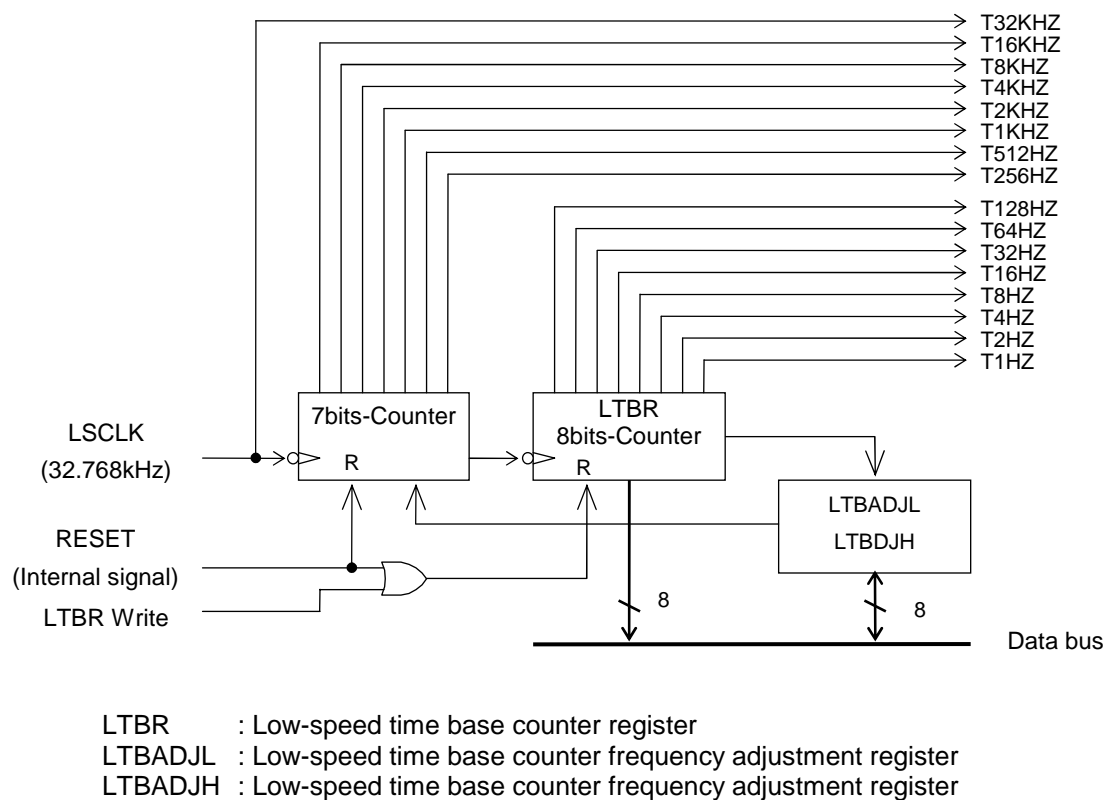 T32KHZ
T16KHZ
T8KHZ
T4KHZ
T2KHZ
T1KHZ
T512HZ
T256HZ
T128HZ
T64HZ
T32HZ
T16HZ
T8HZ
T4HZ
T2HZ
T1HZ
7bits-Counter
R
LTBR
8bits-Counter
R
LSCLK
(32.768kHz)
LTBADJL
LTBDJH
RESET
(Internal signal)
LTBR Write
8
8
Data bus
LTBR : Low-speed time base counter register
LTBADJL : Low-speed time base counter frequency adjustment register
LTBADJH : Low-speed time base counter frequency adjustment register